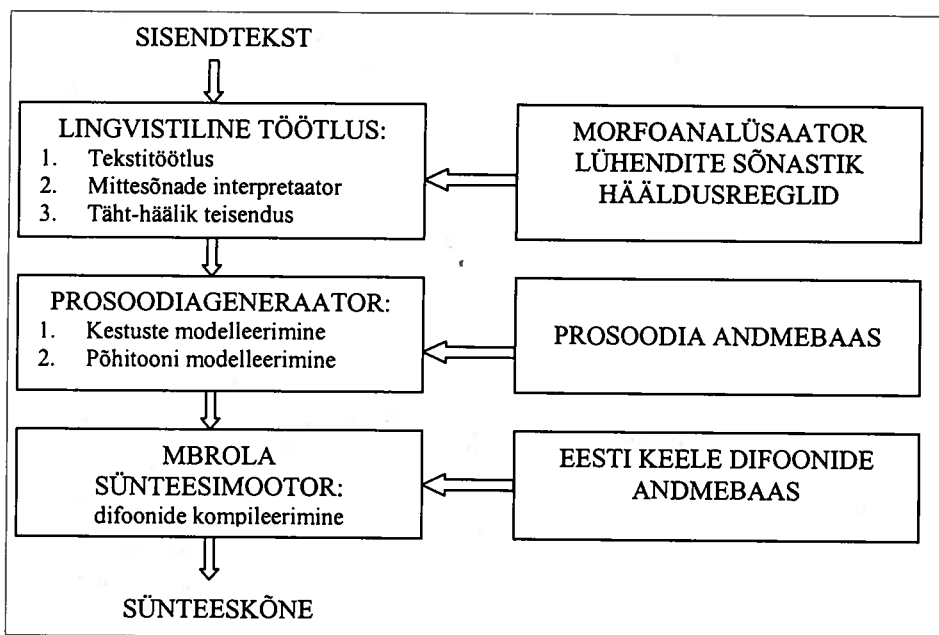 SISENDTEKST
LINGVISTILINE TÖÖTLUS:
1. Tekstitöötlus
2. Mittesõnade interpretaator
3. Täht-häälik teisendus
MORFOANALÜSAATOR
LÜHENDITE SÕNASTIK
HÄÄLDUSREEGLID
PROSOODIAGENERAATOR:
1. Kestuste modelleerimine
2. Põhitooni modelleerimine
PROSOODIA ANDMEBAAS
MBROLA
SÜNTEESIMOOTOR:
difoonide kompileerimine
EESTI KEELE DIFOONIDE
ANDMEBAAS
SÜNTEESKÕNE